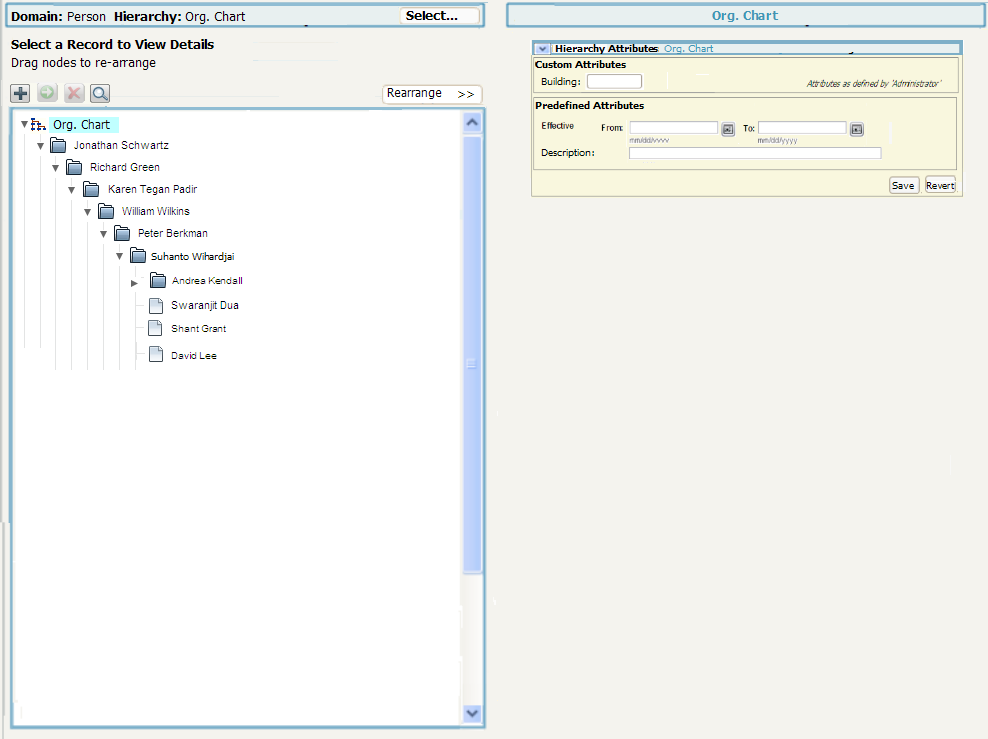 Domain: Person Hierarchy: Org. Chart Select...
Select a Record to View Details
Drag nodes to re-arrange
Rearrange >>
Org. Chart
Jonathan Schwartz
Richard Green
Karen Tegan Padir
William Wilkins
Peter Berkman
Suhanto Wihardjai
Andrea Kendall
Swaranjit Dua
Shant Grant
David Lee
Org. Chart
Hierarchy Attributes Org. Chart
Custom Attributes
Building: Attributes as defined by 'Administrator'
Predefined Attributes
Effective From: To:
mm/dd/yyyy mm/dd/yyyy
Description:
Save Revert